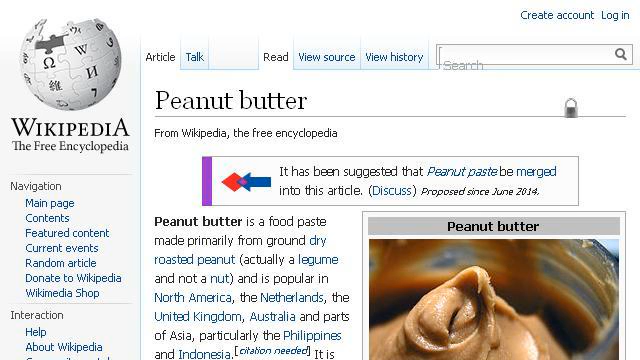 Create account Log in
Article Talk Read View source View history Search
Peanut butter
WIKIPEDIA
The Free Encyclopedia
From Wikipedia, the free encyclopedia
It has been suggested that Peanut paste be merged
into this article. (Discuss) Proposed since June 2014.
Navigation
Main page
Contents
Featured content
Current events
Random article
Donate to Wikipedia
Wikimedia Shop
Interaction
Help
About Wikipedia
Peanut butter is a food paste
made primarily from ground dry
roasted peanut (actually a legume
and not a nut) and is popular in
North America, the Netherlands, the
United Kingdom, Australia and parts
of Asia, particularly the Philippines
and Indonesia.[citation needed] It is
Peanut butter